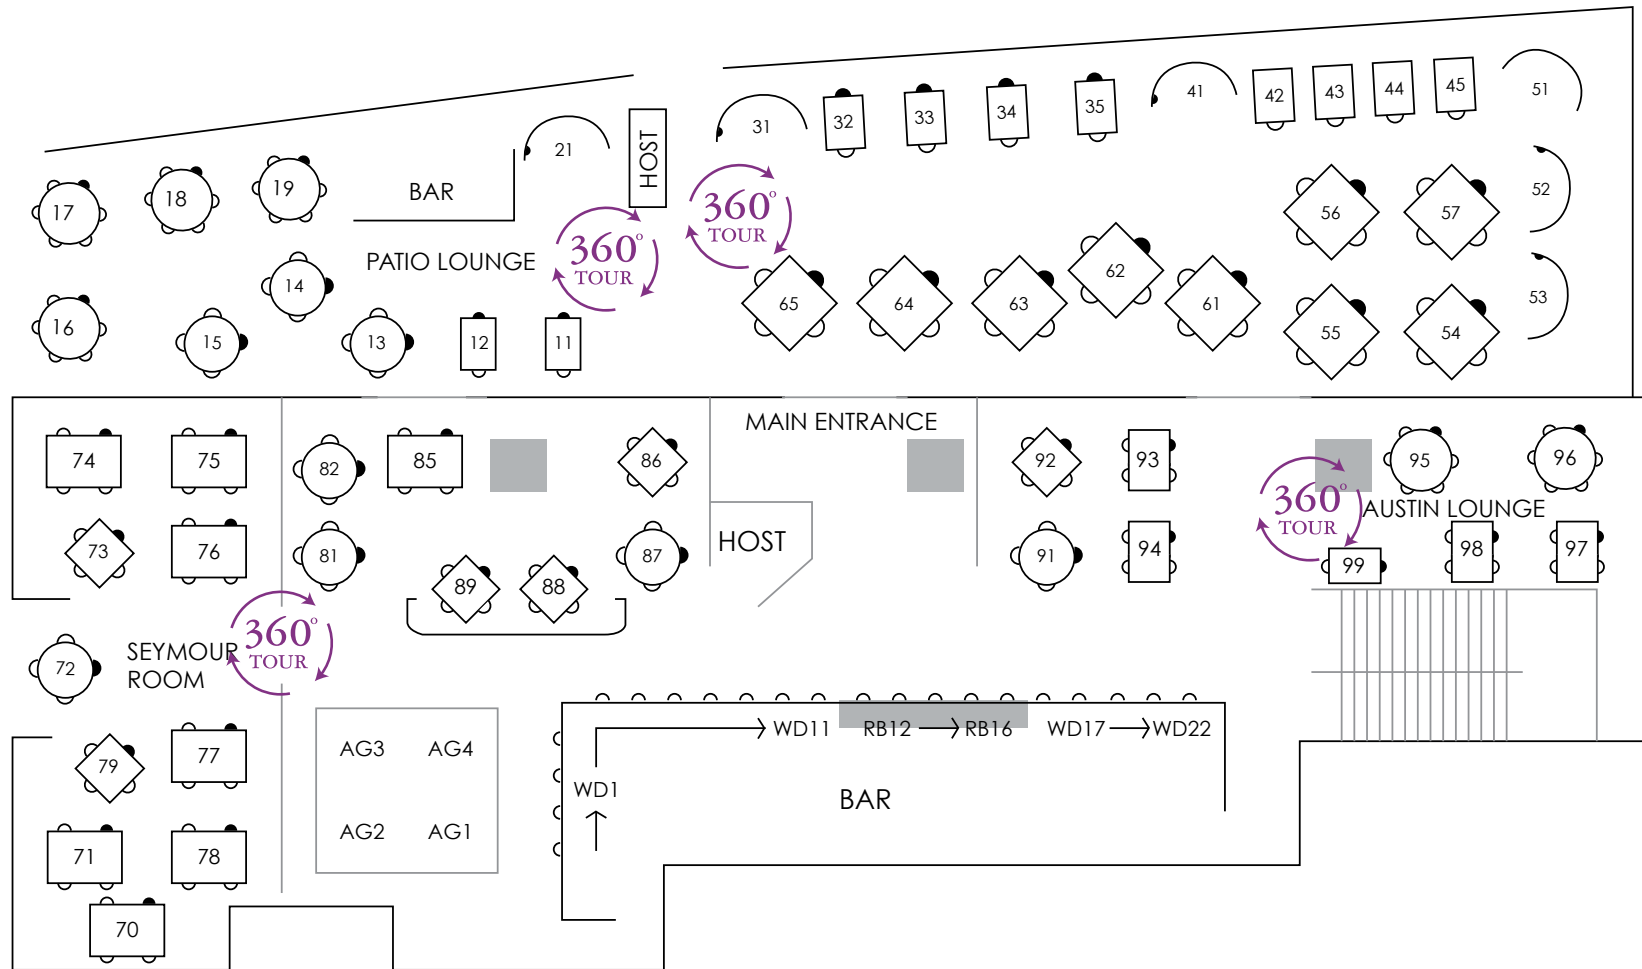 17
18
19
BAR
21
HOST
31
32
33
34
35
41
42
43
44
45
51
52
53
PATIO LOUNGE
360°
TOUR
360°
TOUR
14
16
15
13
12
11
65
64
63
62
61
56
57
55
54
MAIN ENTRANCE
74
75
82
85
86
92
93
95
96
360°
TOUR
AUSTIN LOUNGE
73
76
81
89
88
87
HOST
91
94
99
98
97
72
SEYMOUR
ROOM
360°
TOUR
79
77
71
78
70
AG3
AG4
AG2
AG1
WD1
WD11
RB12
RB16
WD17
WD22
BAR